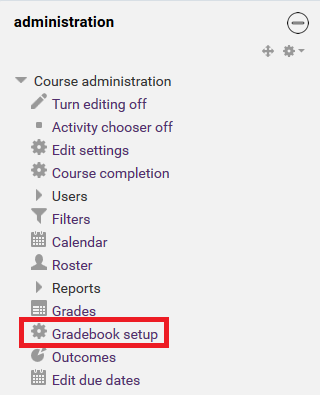 administration
Course administration
Turn editing off
Activity chooser off
Edit settings
Course completion
Users
Filters
Calendar
Roster
Reports
Grades
Gradebook setup
Outcomes
Edit due dates